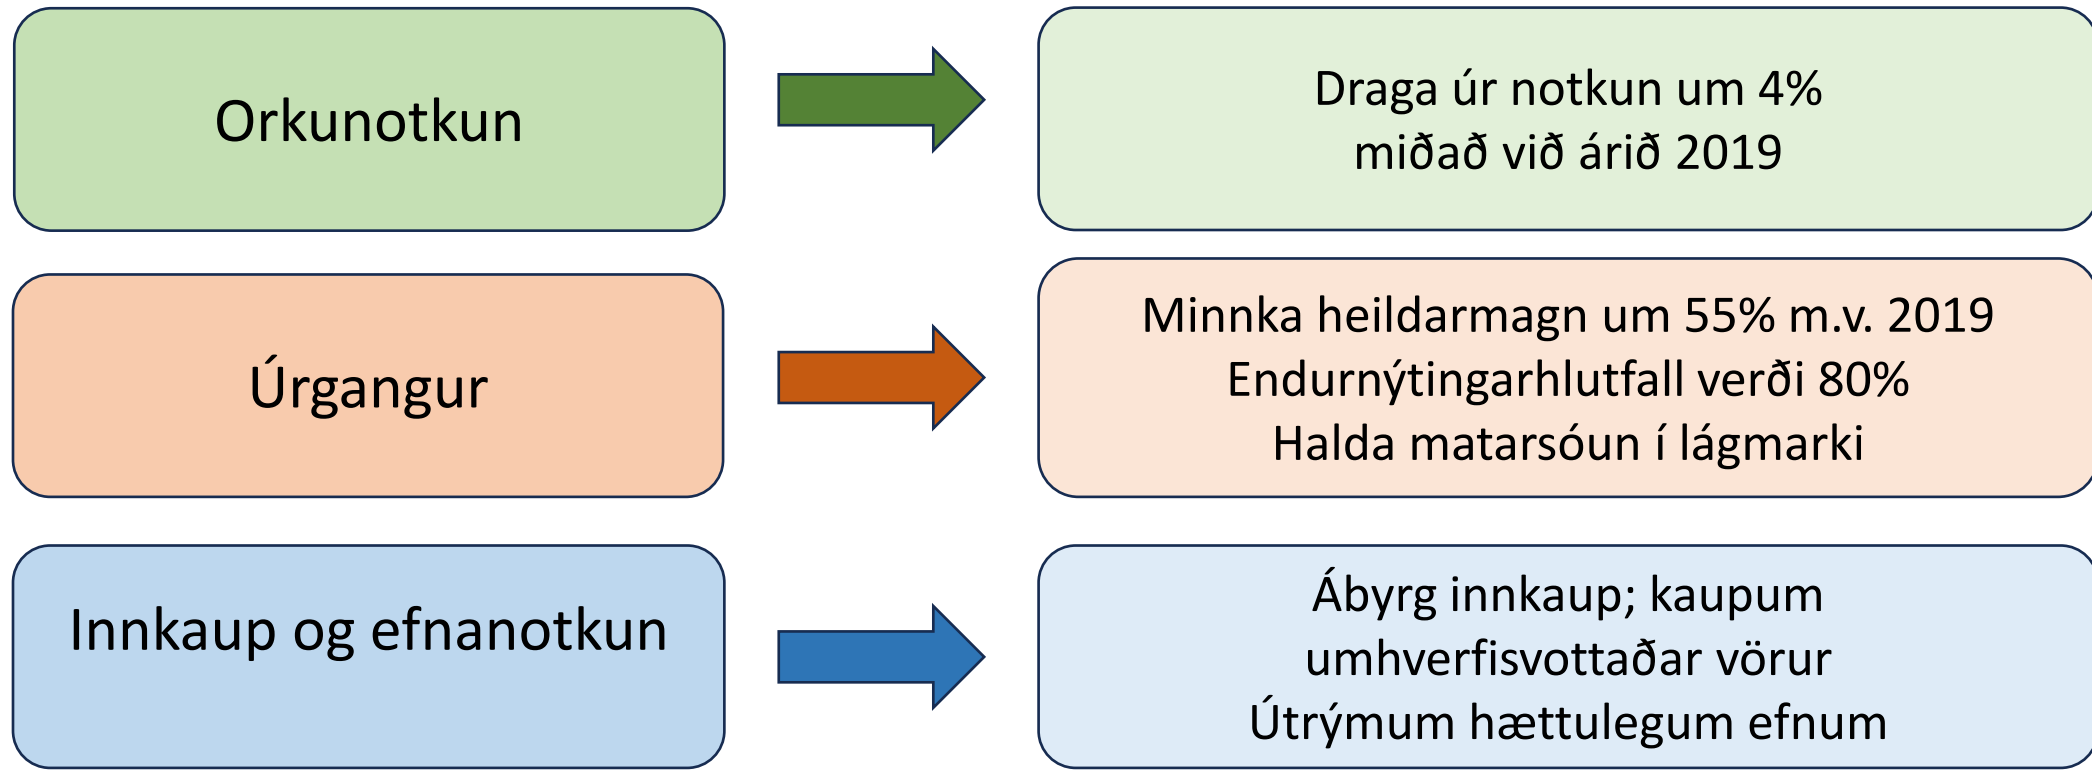 Orkunotkun
Draga úr notkun um 4%
miðað við árið 2019
Úrgangur
Minnka heildarmagn um 55% m.v. 2019
Endurnýtingarhlutfall verði 80%
Halda matarsóun í lágmarki
Innkaup og efnanotkun
Ábyrg innkaup; kaupum
umhverfisvottaðar vörur
Útrýmum hættulegum efnum